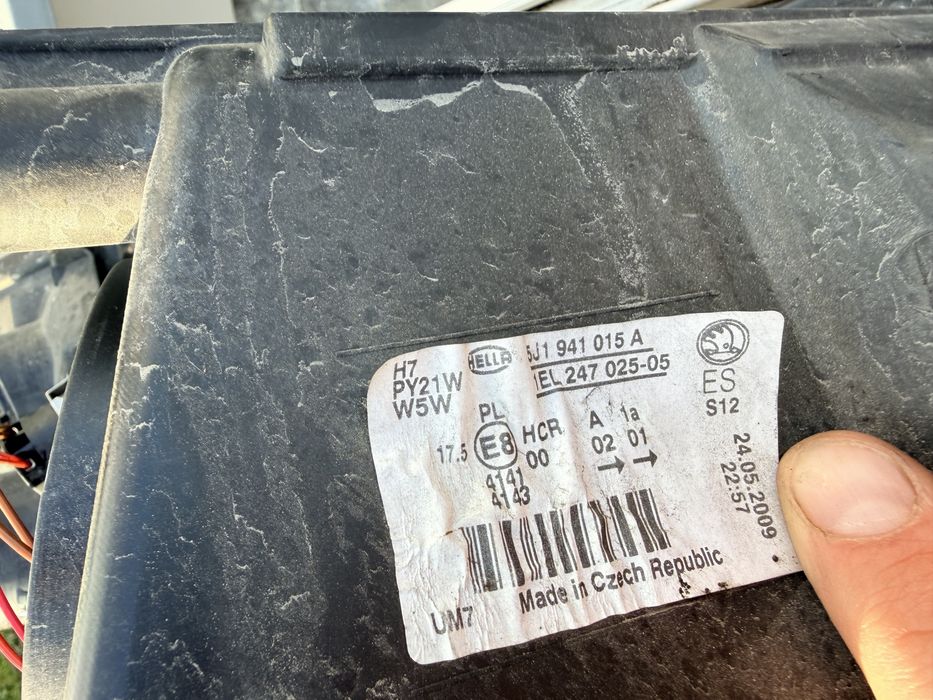 H7
PY21W
W5W
HELLA
5J1 941 015 A
1EL 247 025-05
ES
S12
PL
17.5
E8
HCR
00
A
02
1a
01
4141
4143
24.05.2009
22:57
UM7
Made in Czech Republic